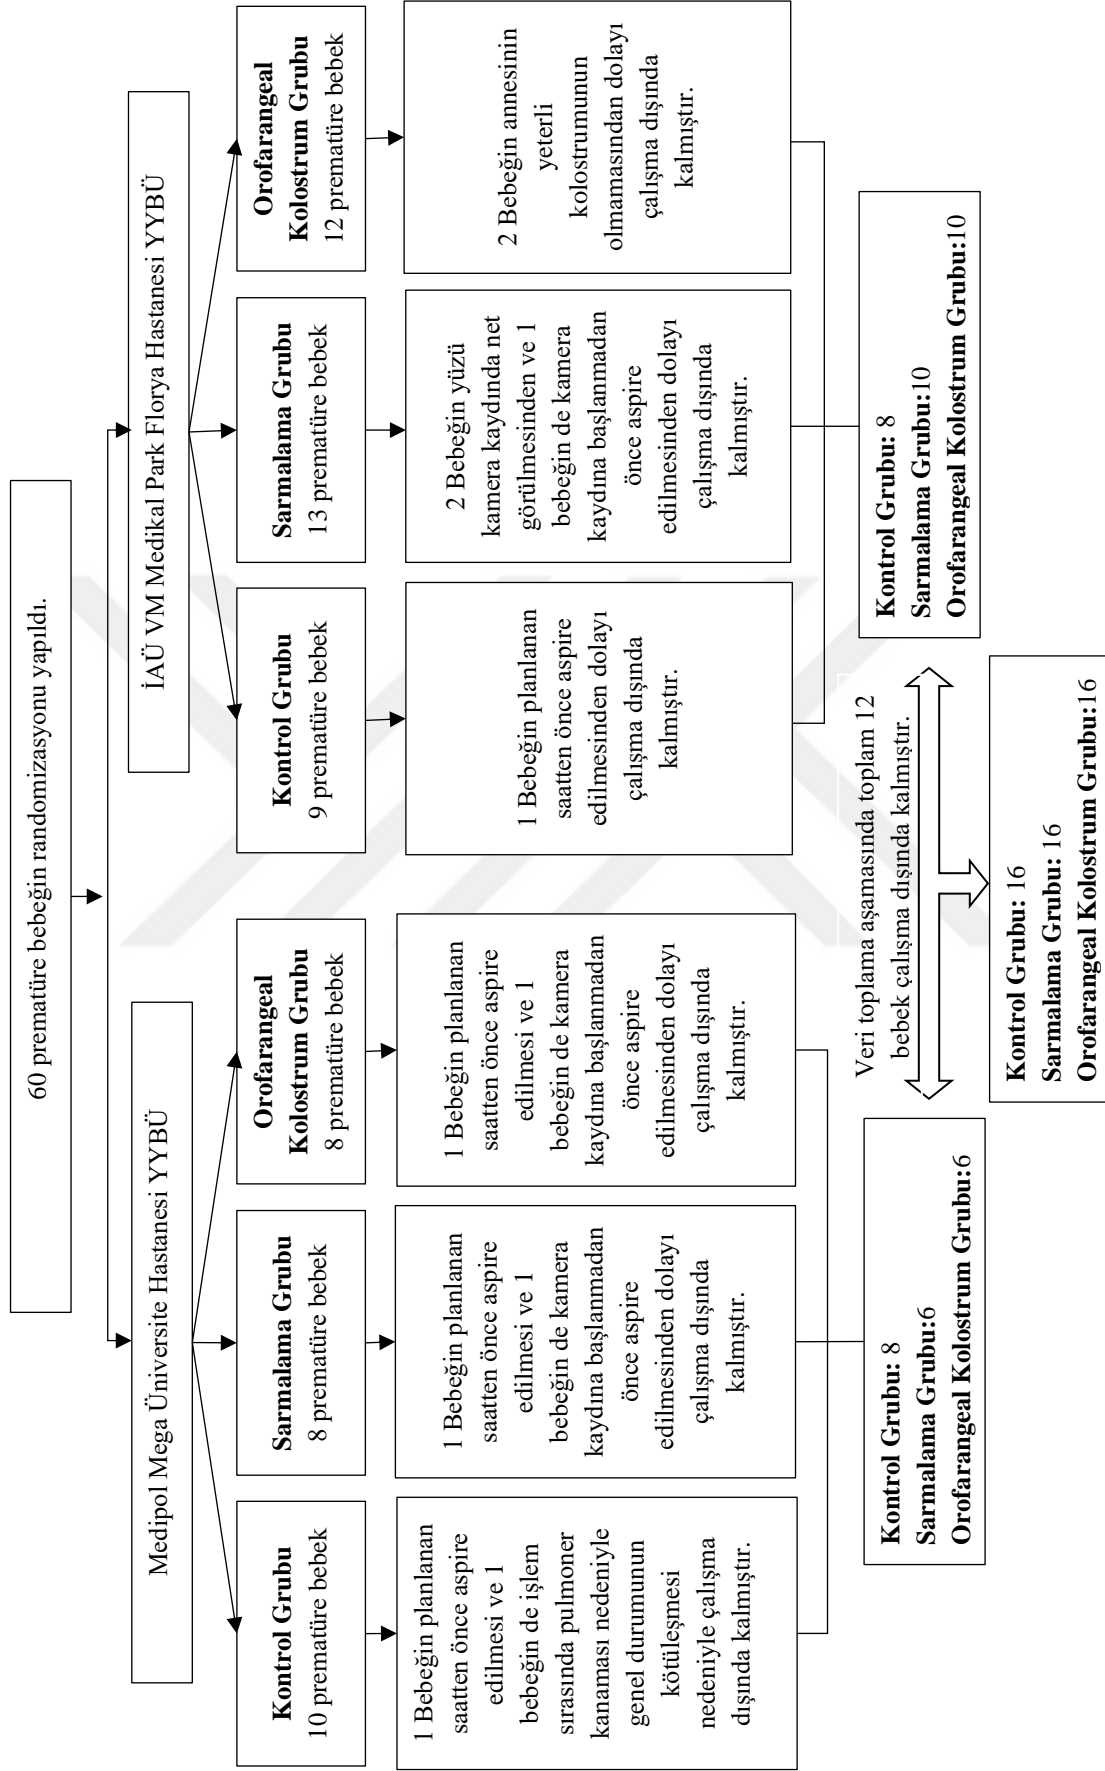 60 prematüre bebeğin randomizasyonu yapıldı.
Medipol Mega Üniversite Hastanesi YYBÜ
İAÜ VM Medikal Park Florya Hastanesi YYBÜ
Kontrol Grubu
10 prematüre bebek
Sarmalama Grubu
8 prematüre bebek
Orofarangeal
Kolostrum Grubu
8 prematüre bebek
Kontrol Grubu
9 prematüre bebek
Sarmalama Grubu
13 prematüre bebek
Orofarangeal
Kolostrum Grubu
12 prematüre bebek
1 Bebeğin planlanan
saatten önce aspire
edilmesi ve 1
bebeğin de işlem
sırasında pulmoner
kanaması nedeniyle
genel durumunun
kötüleşmesi
nedeniyle çalışma
dışında kalmıştır.
1 Bebeğin planlanan
saatten önce aspire
edilmesi ve 1
bebeğin de kamera
kaydına başlanmadan
önce aspire
edilmesinden dolayı
çalışma dışında
kalmıştır.
1 Bebeğin planlanan
saatten önce aspire
edilmesi ve 1
bebeğin de kamera
kaydına başlanmadan
önce aspire
edilmesinden dolayı
çalışma dışında
kalmıştır.
1 Bebeğin planlanan
saatten önce aspire
edilmesinden dolayı
çalışma dışında
kalmıştır.
2 Bebeğin yüzü
kamera kaydında net
görülmesinden ve 1
bebeğin de kamera
kaydına başlanmadan
önce aspire
edilmesinden dolayı
çalışma dışında
kalmıştır.
2 Bebeğin annesinin
yeterli
kolostrumunun
olmamasından dolayı
çalışma dışında
kalmıştır.
Kontrol Grubu: 8
Sarmalama Grubu:6
Orofarangeal Kolostrum Grubu:6
Veri toplama aşamasında toplam 12
bebek çalışma dışında kalmıştır.
Kontrol Grubu: 8
Sarmalama Grubu:10
Orofarangeal Kolostrum Grubu:10
Kontrol Grubu: 16
Sarmalama Grubu: 16
Orofarangeal Kolostrum Grubu:16